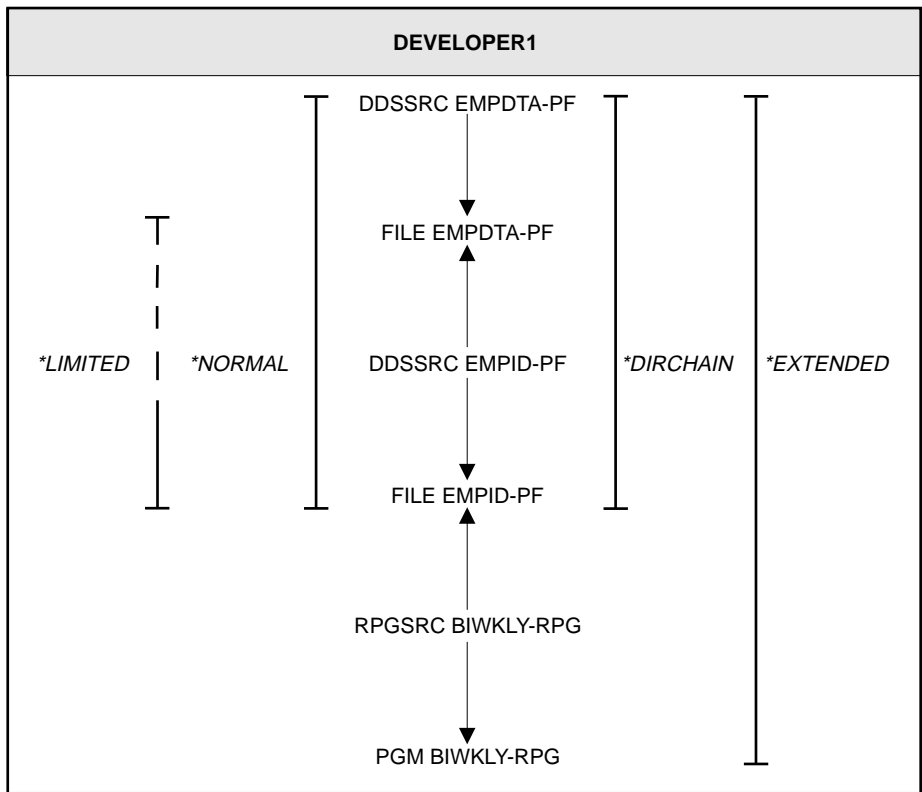 DEVELOPER1
DDSSRC EMPDTA-PF
FILE EMPDTA-PF
*LIMITED *NORMAL DDSSRC EMPID-PF *DIRCHAIN *EXTENDED
FILE EMPID-PF
RPGSRC BIWKLY-RPG
PGM BIWKLY-RPG